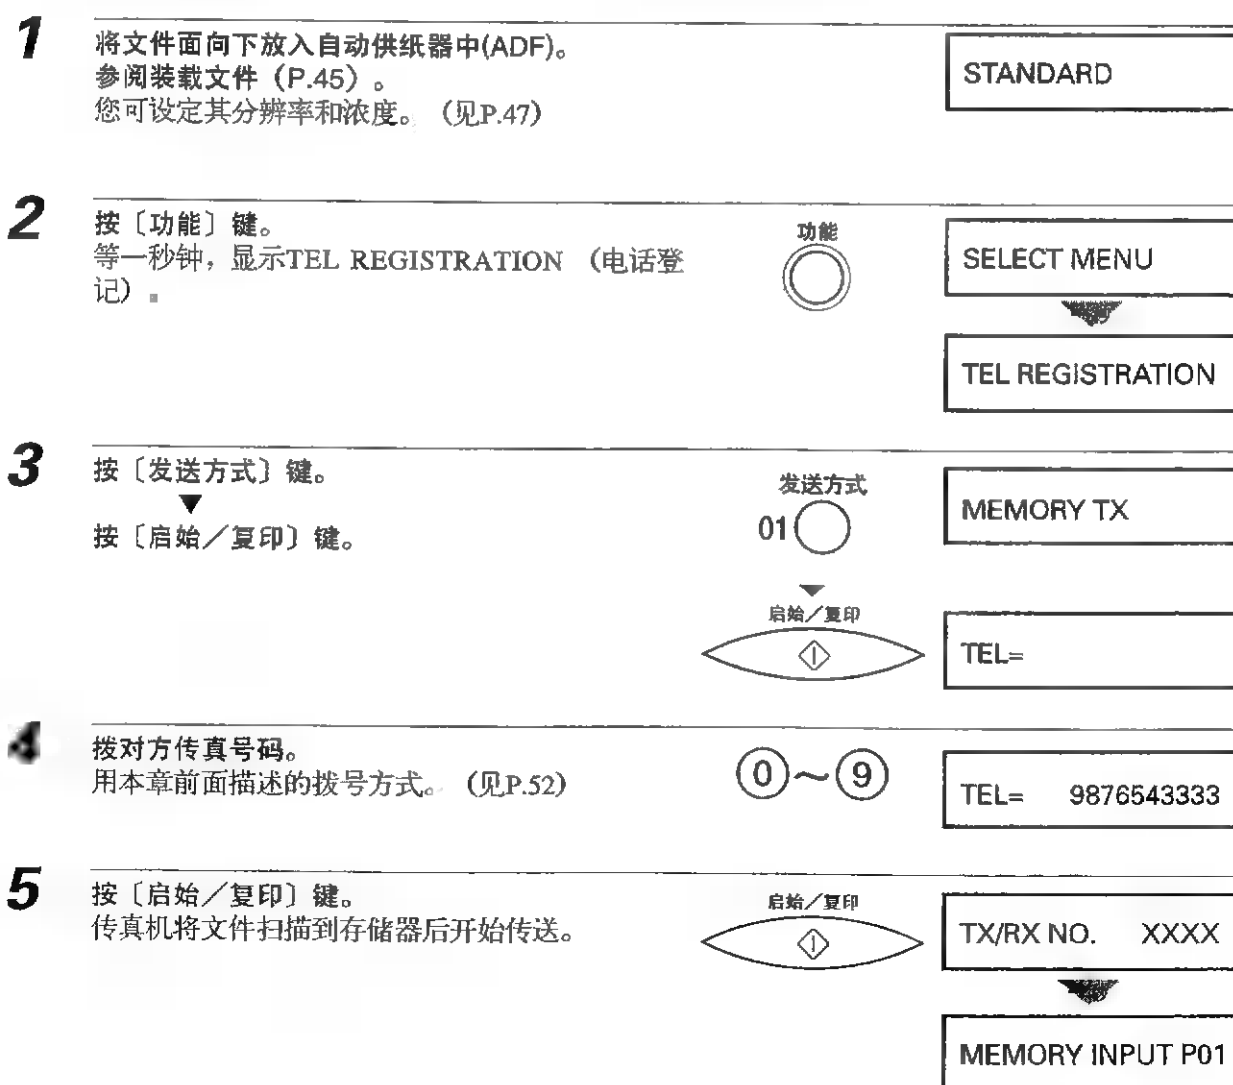 1
将文件面向下放入自动供纸器中(ADF)。
参阅装载文件（P.45）。
您可设定其分辨率和浓度。（见P.47）
STANDARD
2
按〔功能〕键。
等一秒钟，显示TEL REGISTRATION （电话登
记）。
功能
SELECT MENU
TEL REGISTRATION
3
按〔发送方式〕键。
按〔启始／复印〕键。
发送方式
01
启始／复印
MEMORY TX
TEL=
4
拨对方传真号码。
用本章前面描述的拨号方式。（见P.52）
0～9
TEL= 9876543333
5
按〔启始／复印〕键。
传真机将文件扫描到存储器后开始传送。
启始／复印
TX/RX NO. XXXX
MEMORY INPUT P01